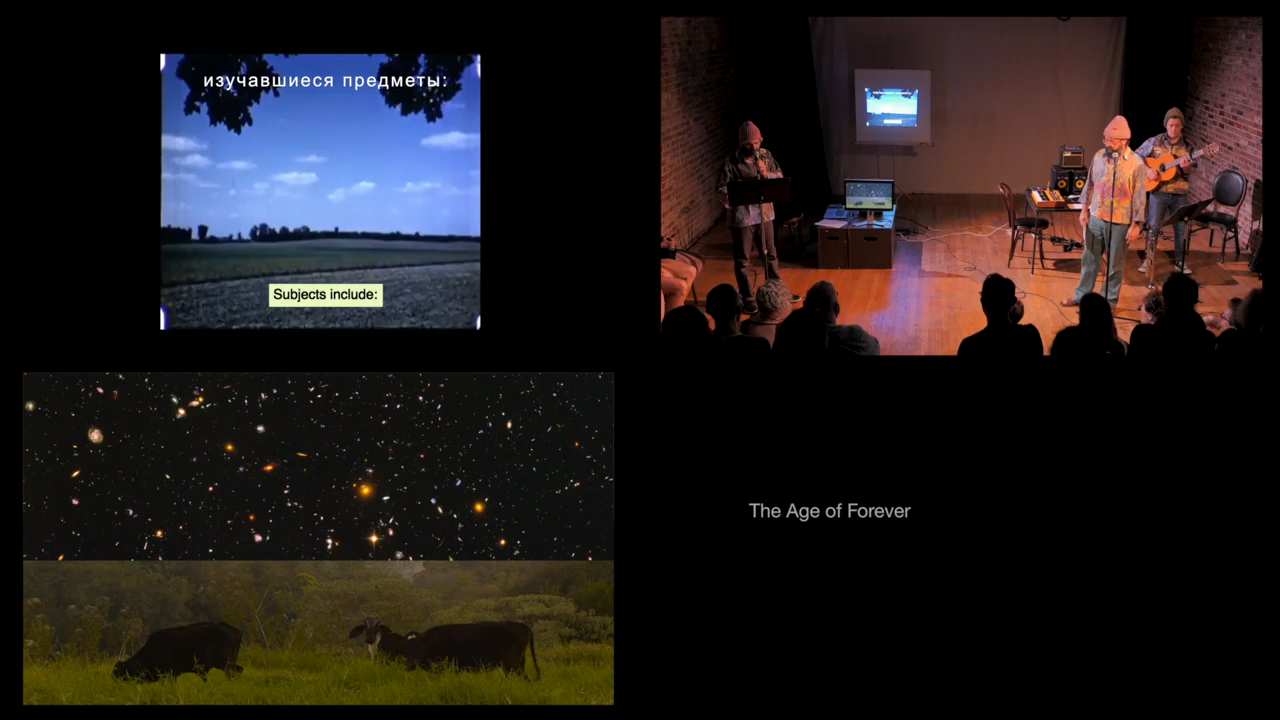 изучавшиеся предметы:
Subjects include:
The Age of Forever